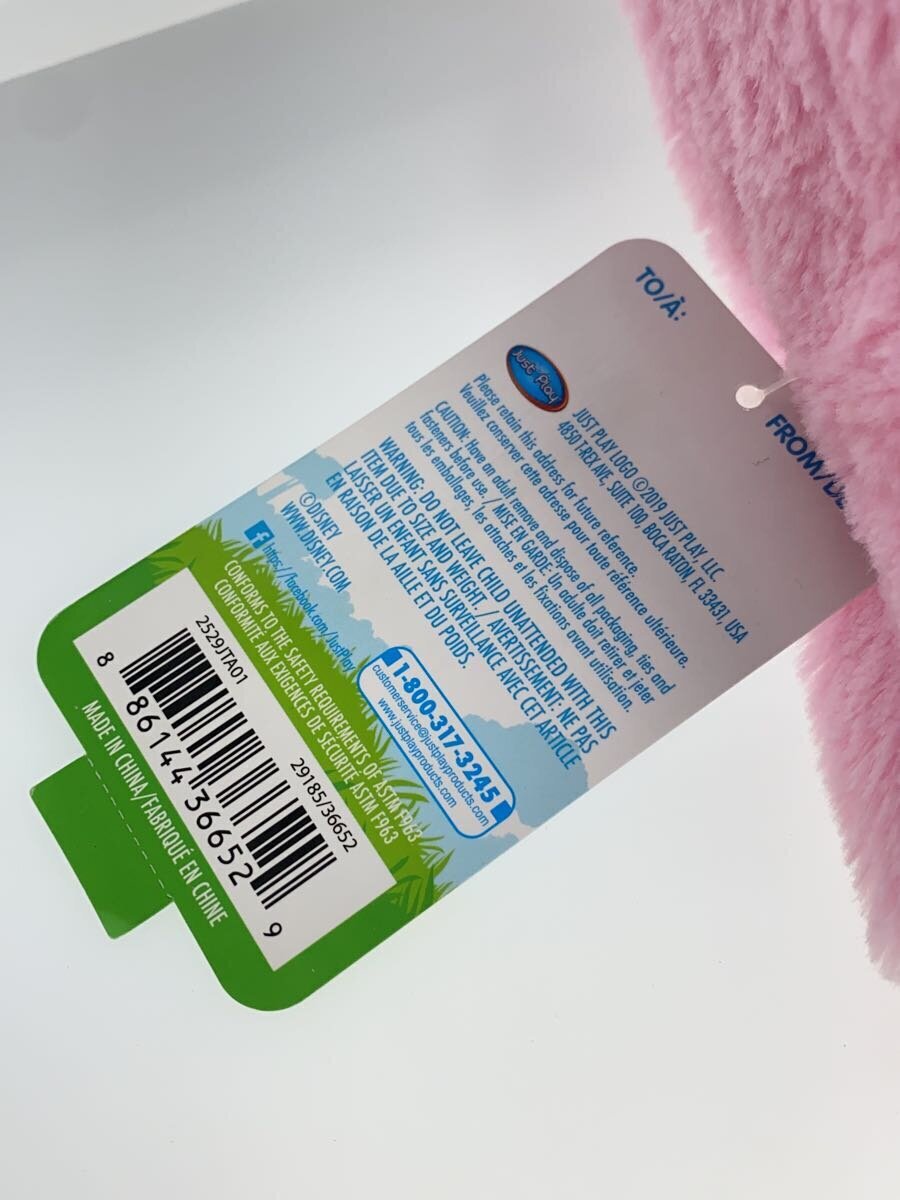 TO/À:
FROM/DE
Just Play
JUST PLAY LOGO ©2019 JUST PLAY, LLC
4850 T-REX AVE. SUITE 100, BOCA RATON, FL 33431, USA
Please retain this address for future reference.
Veuillez conserver cette adresse pour toute référence ultérieure.
CAUTION: Have an adult remove and dispose of all packaging, ties and
fasteners before use. / MISE EN GARDE: Un adulte doit retirer et jeter
tous les emballages, les attaches et les fixations avant utilisation.
WARNING: DO NOT LEAVE CHILD UNATTENDED WITH THIS
ITEM DUE TO SIZE AND WEIGHT. / AVERTISSEMENT: NE PAS
LAISSER UN ENFANT SANS SURVEILLANCE AVEC CET ARTICLE
EN RAISON DE LA AILLE ET DU POIDS.
©DISNEY
WWW.DISNEY.COM
f https://facebook.com/JustPlay
1-800-317-3245
customerservice@justplayproducts.com
www.justplayproducts.com
CONFORMS TO THE SAFETY REQUIREMENTS OF ASTM F963
CONFORMITÉ AUX EXIGENCES DE SÉCURITÉ ASTM F963
2529JTA01
29185/36652
8 86144 36652 9
MADE IN CHINA/FABRIQUÉ EN CHINE